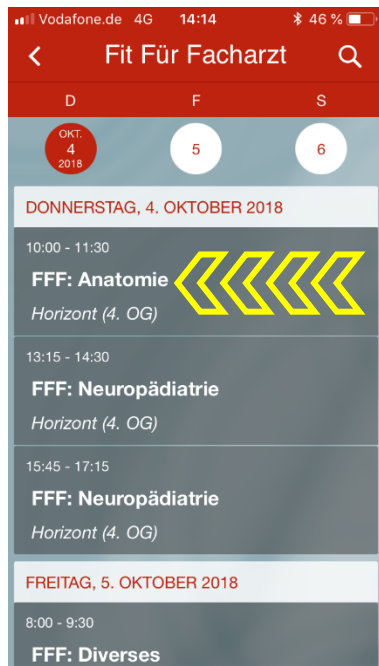 Vodafone.de 4G 14:14 46 %
Fit Für Facharzt
D F S
OKT.
4 5 6
2018
DONNERSTAG, 4. OKTOBER 2018
10:00 - 11:30
FFF: Anatomie
Horizont (4. OG)
13:15 - 14:30
FFF: Neuropädiatrie
Horizont (4. OG)
15:45 - 17:15
FFF: Neuropädiatrie
Horizont (4. OG)
FREITAG, 5. OKTOBER 2018
8:00 - 9:30
FFF: Diverses